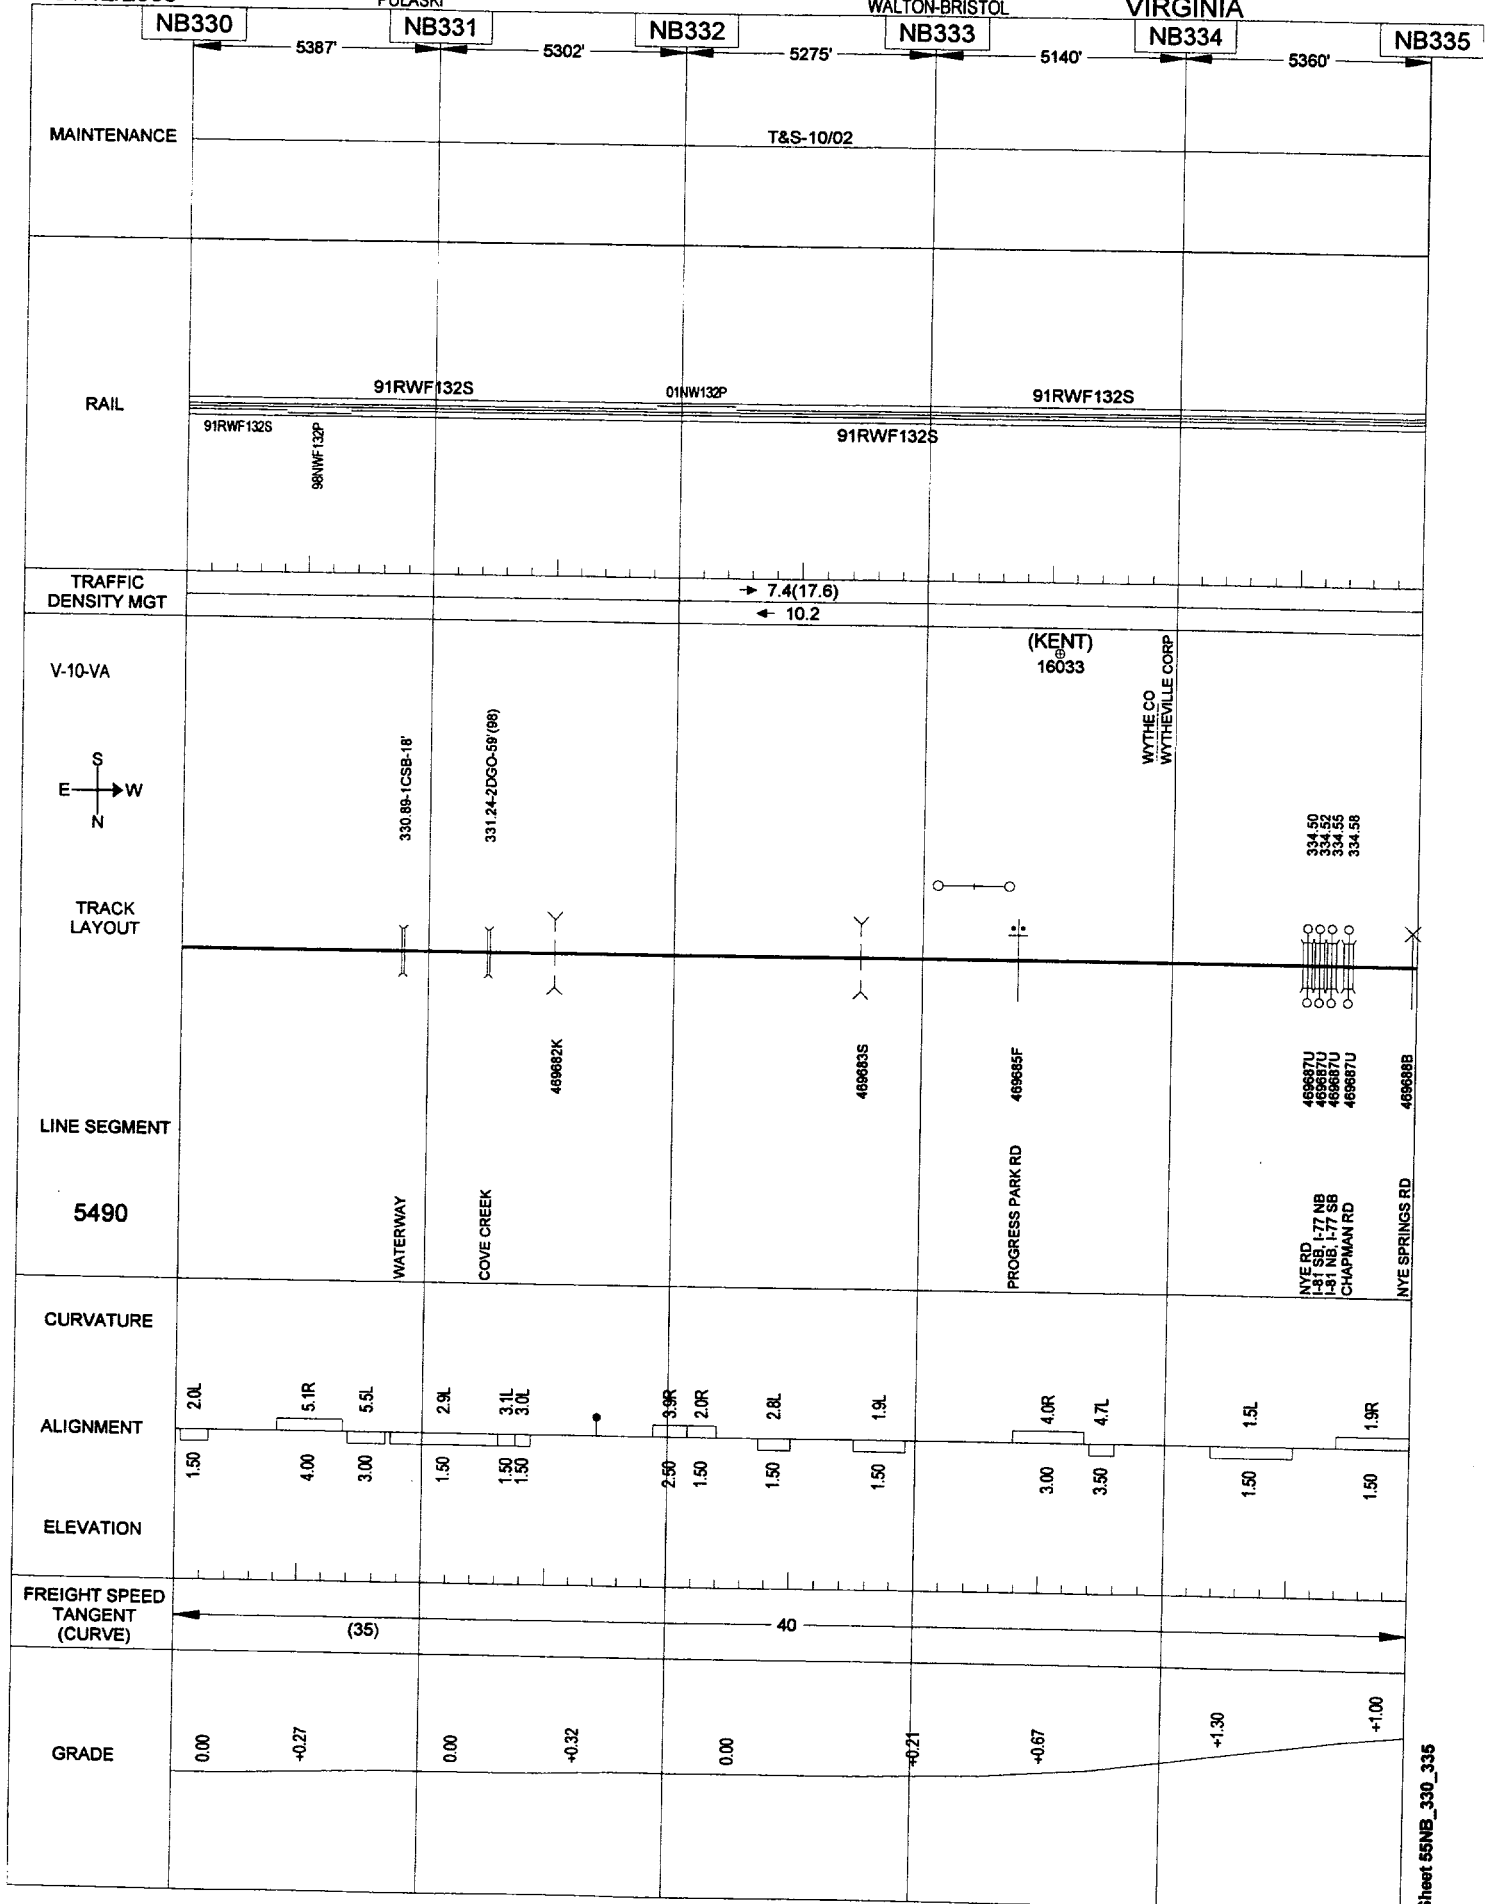 PULASKI
WALTON-BRISTOL
VIRGINIA
NB330
NB331
NB332
NB333
NB334
NB335
5387'
5302'
5275'
5140'
5360'
MAINTENANCE
T&S-10/02
RAIL
91RWF132S
01NW132P
91RWF132S
91RWF132S
98NWF132P
91RWF132S
TRAFFIC
DENSITY MGT
7.4(17.6)
10.2
V-10-VA
(KENT)
16033
WYTHE CO
WYTHEVILLE CORP
S
E W
N
330.89-1CSB-18'
331.24-2DGO-59'(98)
334.50
334.52
334.55
334.58
TRACK
LAYOUT
469682K
469683S
469685F
469687U
469687U
469687U
469687U
469688B
LINE SEGMENT
5490
WATERWAY
COVE CREEK
PROGRESS PARK RD
NYE RD
I-81 SB, I-77 NB
I-81 NB, I-77 SB
CHAPMAN RD
NYE SPRINGS RD
CURVATURE
2.0L
5.1R
5.5L
2.9L
3.1L
3.0L
3.9R
2.0R
2.8L
1.9L
4.0R
4.7L
1.5L
1.9R
ALIGNMENT
1.50
4.00
3.00
1.50
1.50
1.50
2.50
1.50
1.50
1.50
3.00
3.50
1.50
1.50
ELEVATION
FREIGHT SPEED
TANGENT
(CURVE)
(35)
40
GRADE
0.00
+0.27
0.00
+0.32
0.00
+0.21
+0.67
+1.30
+1.00
Sheet 55NB_330_335